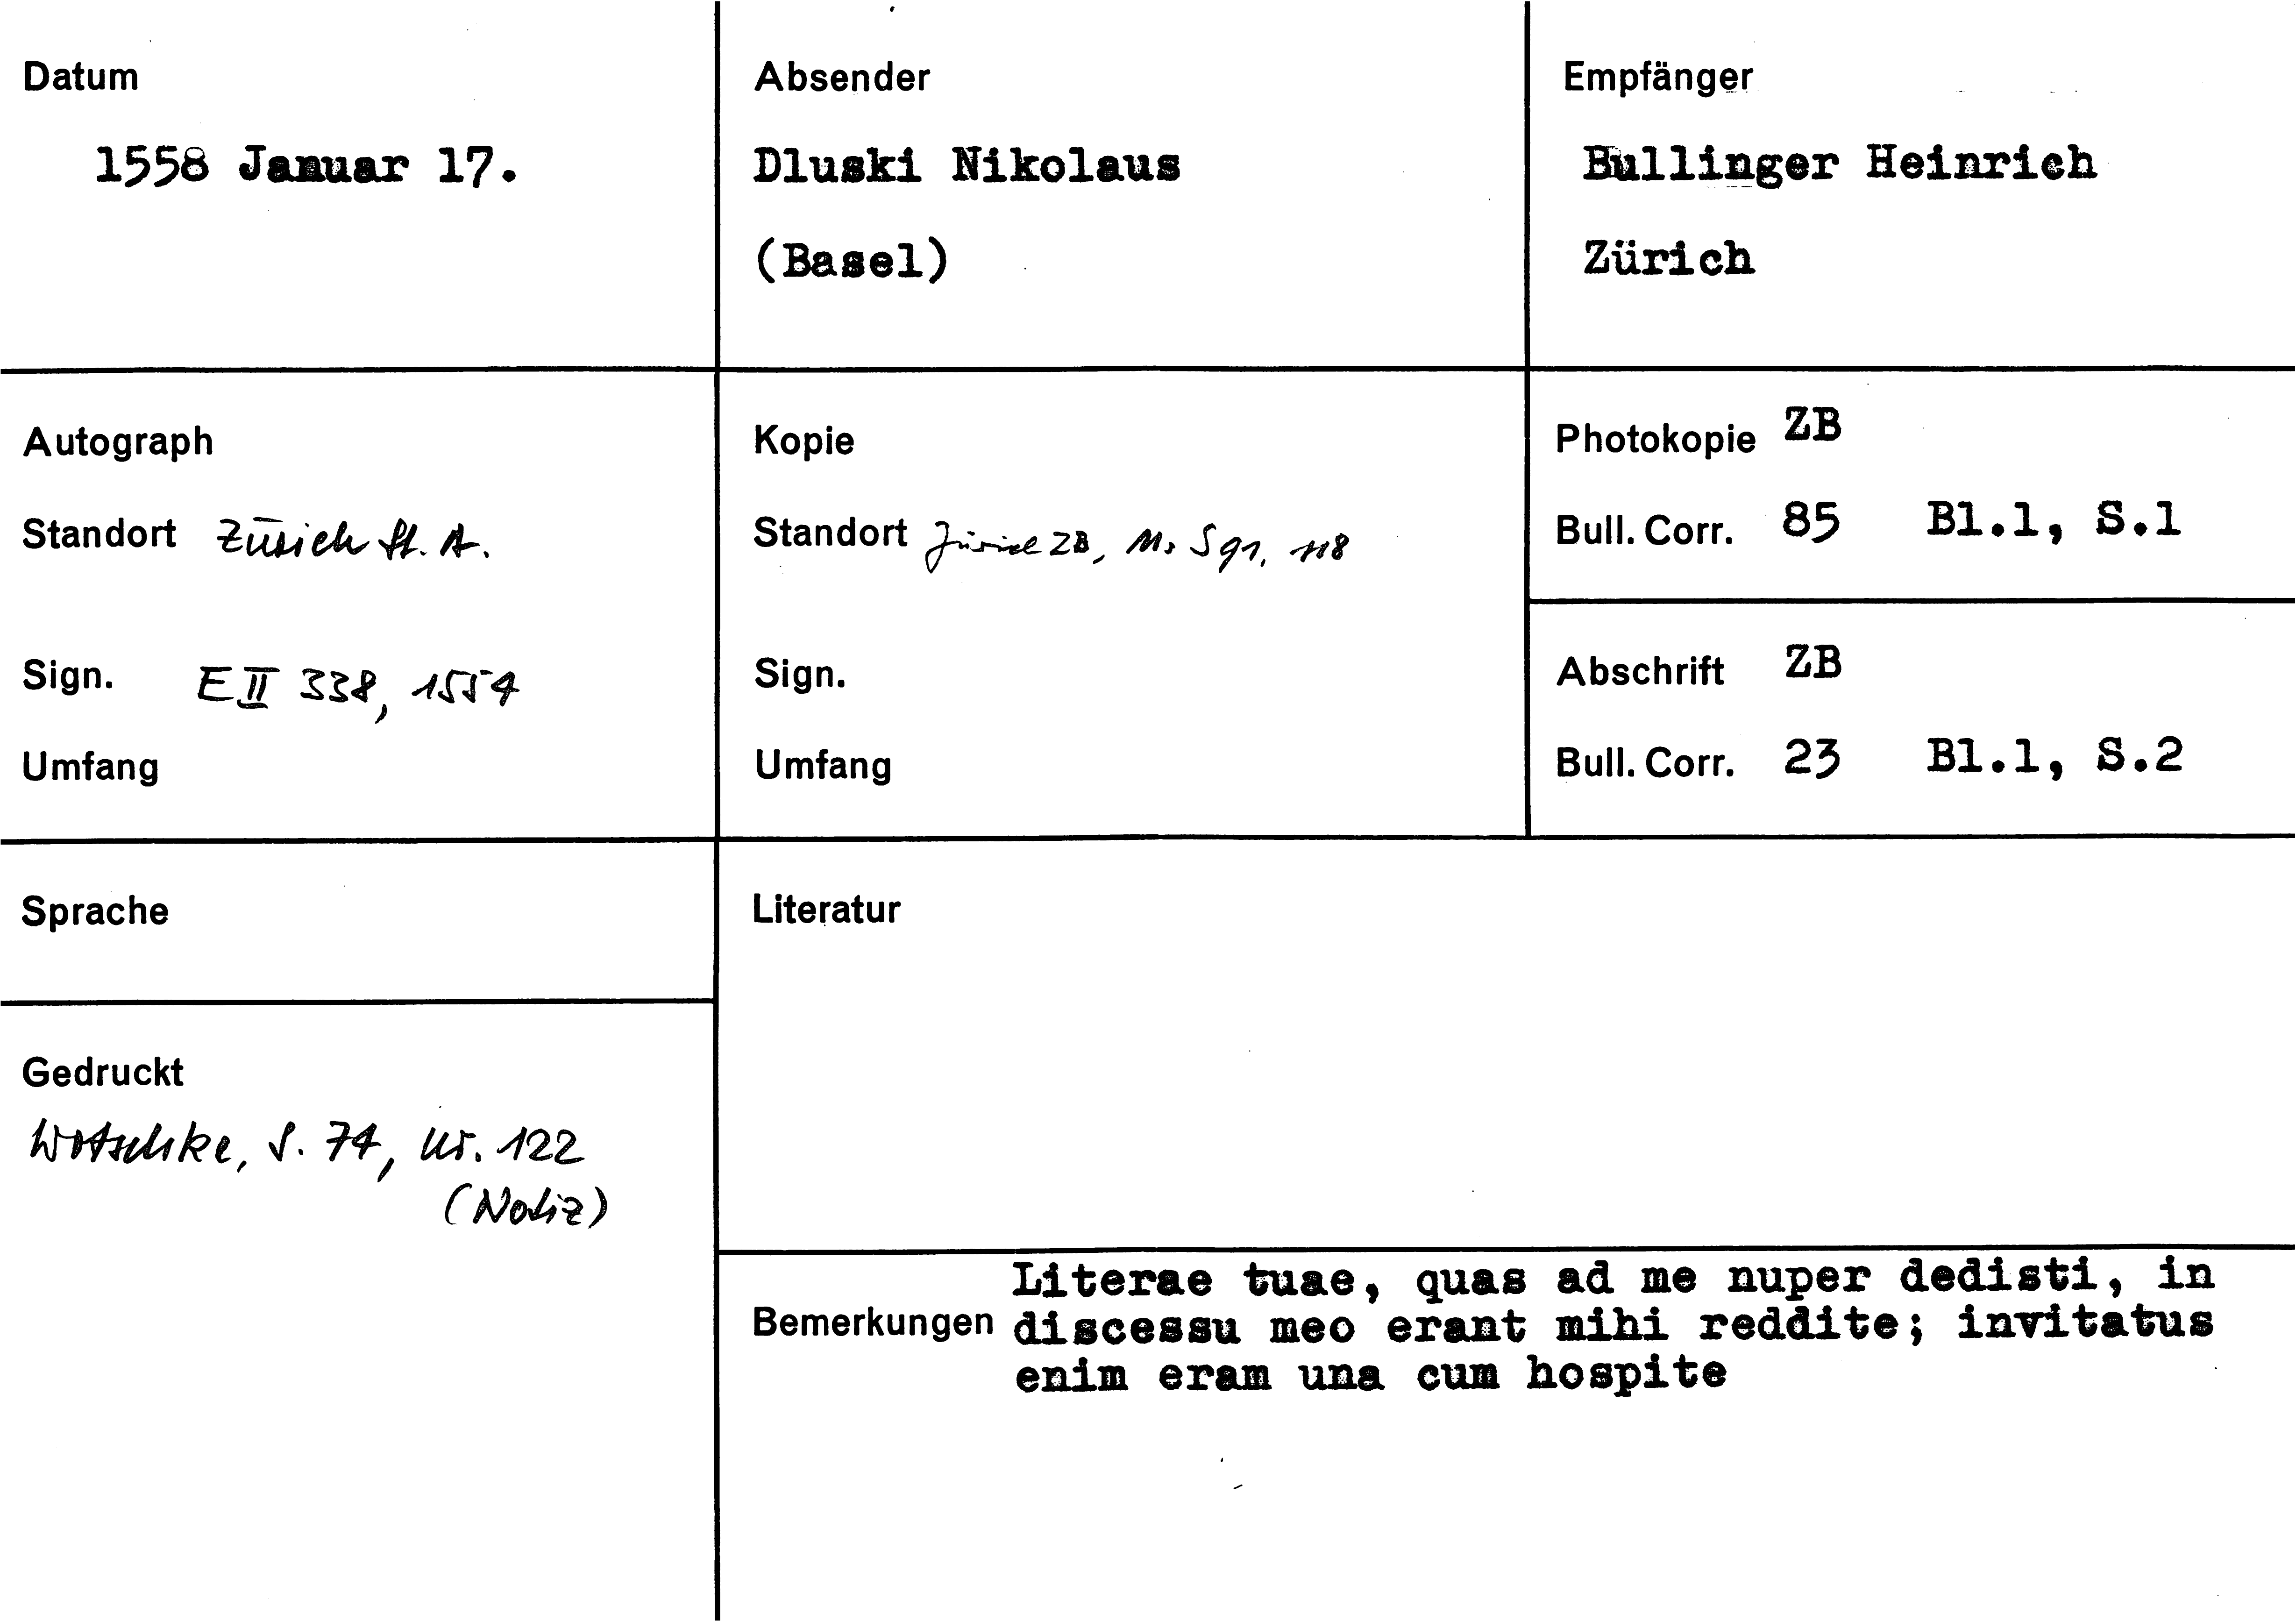 Datum
1558 Januar 17.
Absender
Dluski Nikolaus
(Basel)
Empfänger
Bullinger Heinrich
Zürich
Autograph
Standort Zürich St. A.
Sign. E II 338, 1554
Umfang
Kopie
Standort Zürich ZB, Ms S 91, 118
Sign.
Umfang
Photokopie ZB
Bull. Corr. 85 Bl.1, S.1
Abschrift ZB
Bull. Corr. 23 Bl.1, S.2
Sprache
Gedruckt
Wotschke, S. 74, Nr. 122
(Notiz)
Literatur
Bemerkungen
Literae tuae, quas ad me nuper dedisti, in
discessu meo erant mihi reddite; invitatus
enim eram una cum hospite